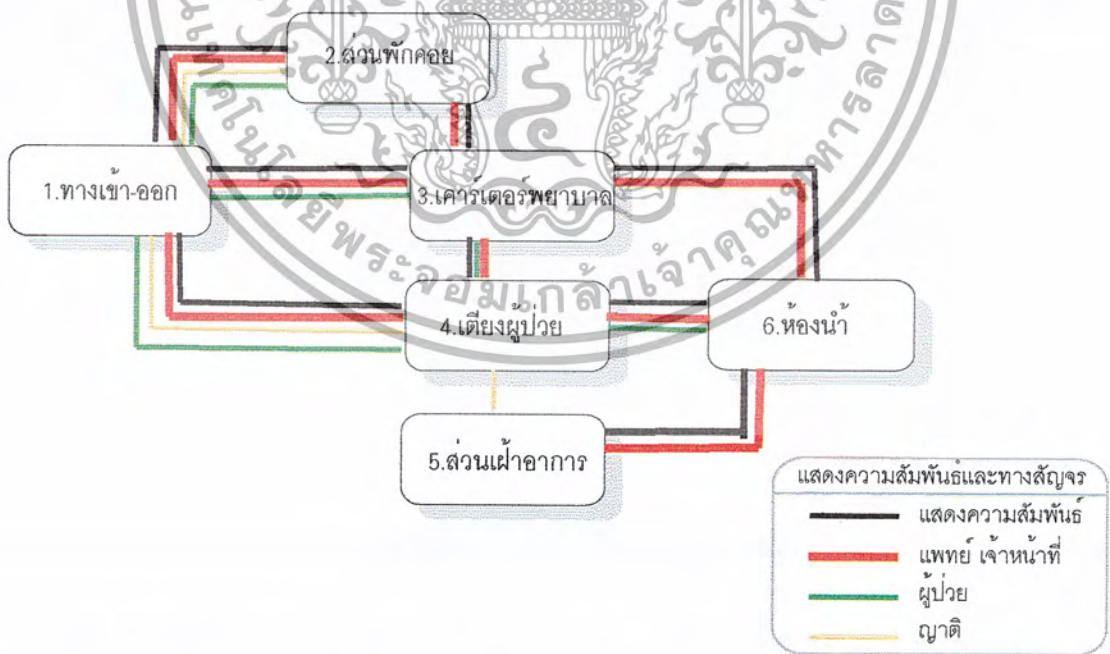 2.ส่วนพักคอย
1.ทางเข้า-ออก
3.เคาร์เตอร์พยาบาล
4.เตียงผู้ป่วย
6.ห้องน้ำ
5.ส่วนเฝ้าอาการ
แสดงความสัมพันธ์และทางสัญจร
แสดงความสัมพันธ์
แพทย์ เจ้าหน้าที่
ผู้ป่วย
ญาติ